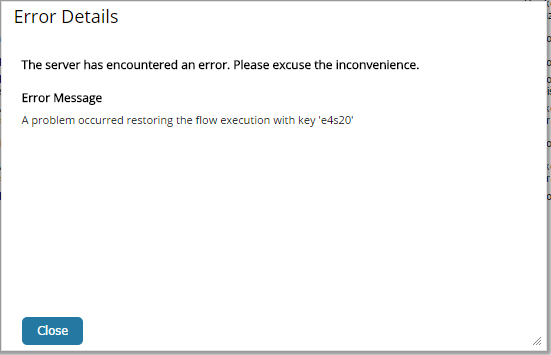 Error Details
The server has encountered an error. Please excuse the inconvenience.
Error Message
A problem occurred restoring the flow execution with key 'e4s20'
Close